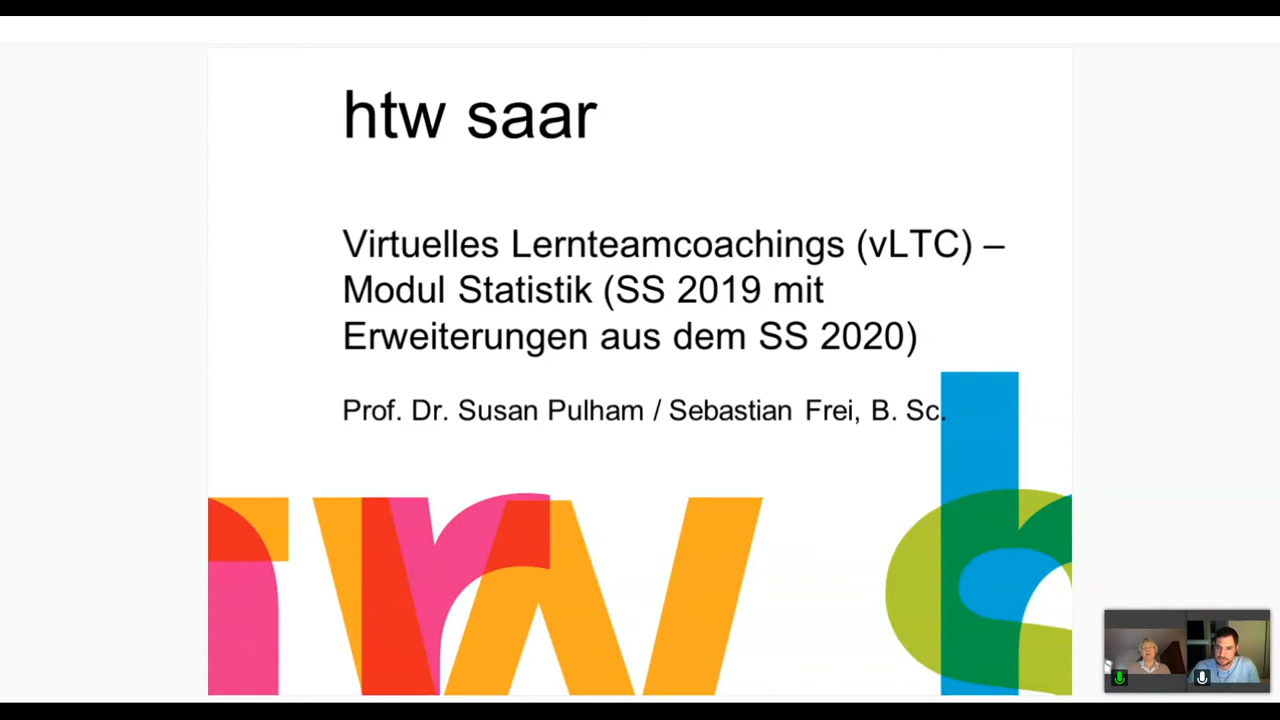 htw saar
Virtuelles Lernteamcoachings (vLTC) –
Modul Statistik (SS 2019 mit
Erweiterungen aus dem SS 2020)
Prof. Dr. Susan Pulham / Sebastian Frei, B. Sc.